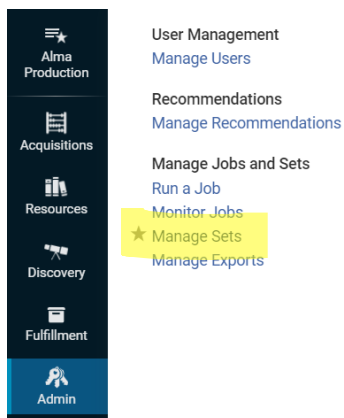 Alma
Production
Acquisitions
Resources
Discovery
Fulfillment
Admin
User Management
Manage Users
Recommendations
Manage Recommendations
Manage Jobs and Sets
Run a Job
Monitor Jobs
Manage Sets
Manage Exports